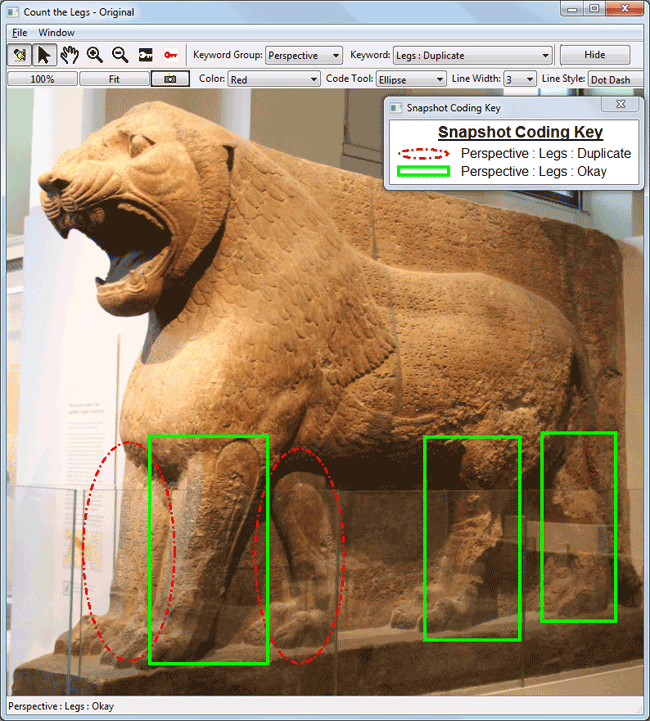 Count the Legs - Original
File Window
Keyword Group: Perspective Keyword: Legs : Duplicate Hide
100% Fit Color: Red Code Tool: Ellipse Line Width: 3 Line Style: Dot Dash
Snapshot Coding Key
Snapshot Coding Key
Perspective : Legs : Duplicate
Perspective : Legs : Okay
Perspective : Legs : Okay